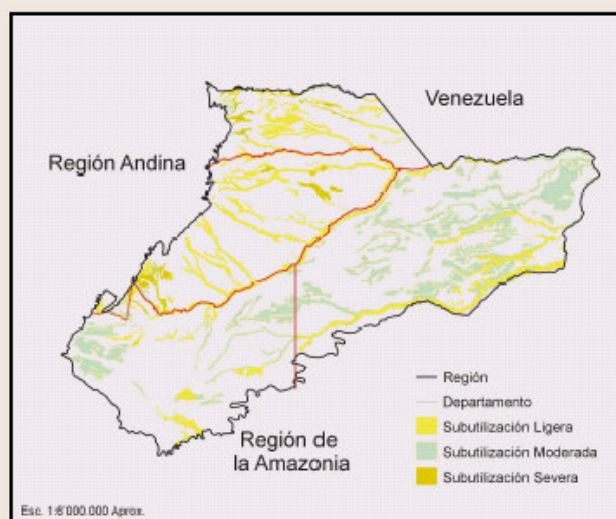 Venezuela
Región Andina
Región de
la Amazonia
Región
Departamento
Subutilización Ligera
Subutilización Moderada
Subutilización Severa
Esc. 1:6'000.000 Aprox.